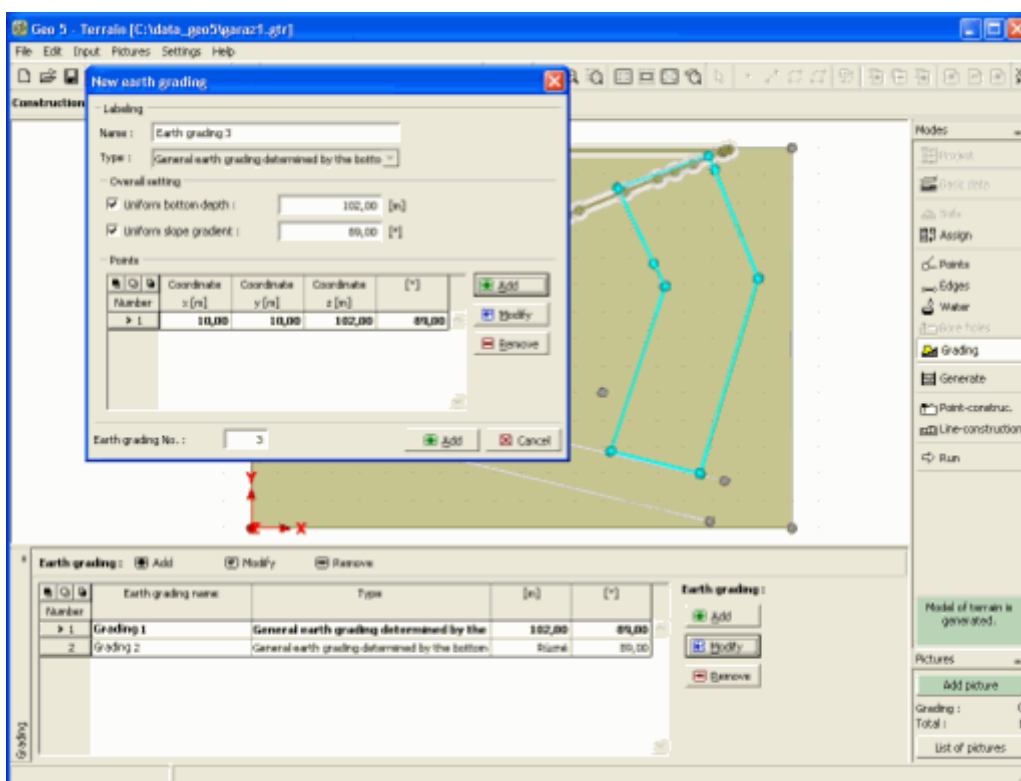 Geo 5 - Terrain [C:\data_geo5\garaz1.gtr]
File Edit Input Pictures Settings Help
Construction
New earth grading
Labeling
Name : Earth grading 3
Type : General earth grading determined by the botto
Overall setting
Uniform bottom depth : 102,00 [m]
Uniform slope gradient : 89,00 [°]
Points
Coordinate Coordinate Coordinate [°]
Number x [m] y [m] z [m]
1 10,00 10,00 102,00 89,00
Add
Modify
Remove
Earth grading No. : 3 Add Cancel
Y
X
Modes
Project
Basic data
Assign
Points
Edges
Water
Bore holes
Grading
Generate
Point-construc.
Line-construction
Run
Model of terrain is
generated.
Pictures
Add picture
Grading :
Total :
List of pictures
Earth grading : Add Modify Remove
Earth grading name Type [m] [°]
Number
1 Grading 1 General earth grading determined by the 102,00 89,00
2 Grading 2 General earth grading determined by the bottom Různé 89,00
Earth grading :
Add
Modify
Remove
Grading